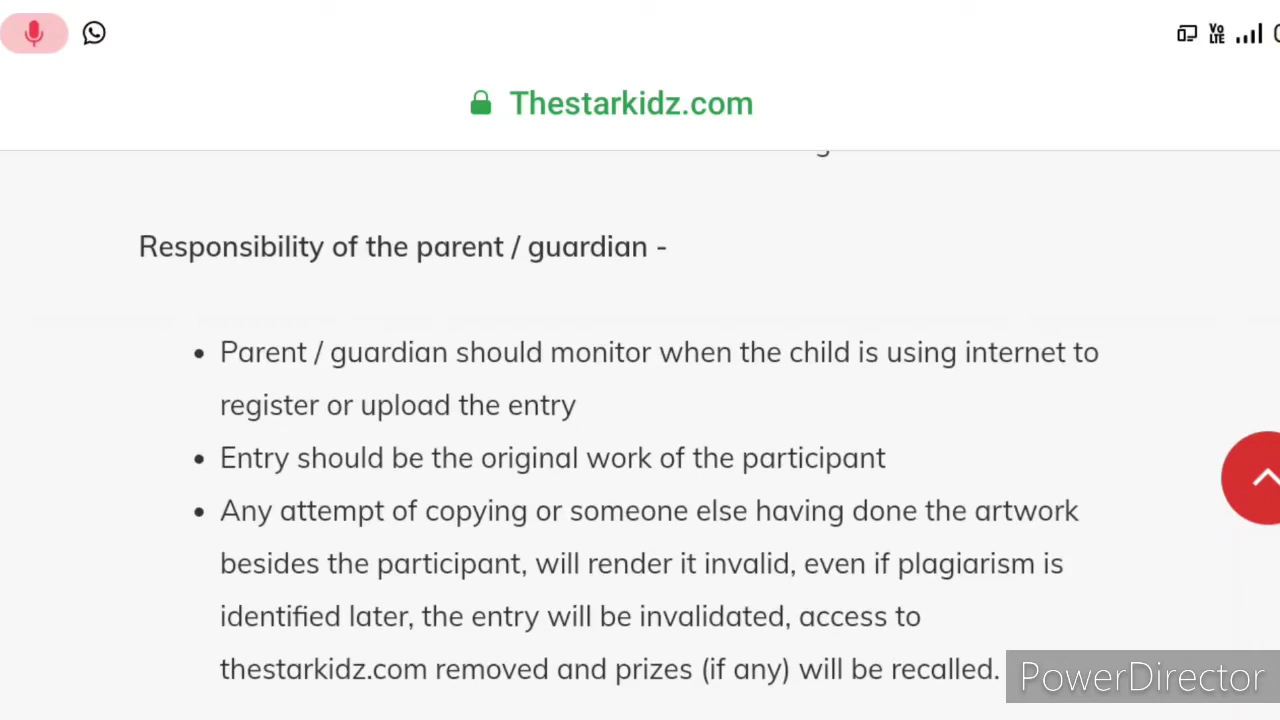 Vo
LTE
Thestarkidz.com
Responsibility of the parent / guardian -
• Parent / guardian should monitor when the child is using internet to
register or upload the entry
• Entry should be the original work of the participant
• Any attempt of copying or someone else having done the artwork
besides the participant, will render it invalid, even if plagiarism is
identified later, the entry will be invalidated, access to
thestarkidz.com removed and prizes (if any) will be recalled.
PowerDirector